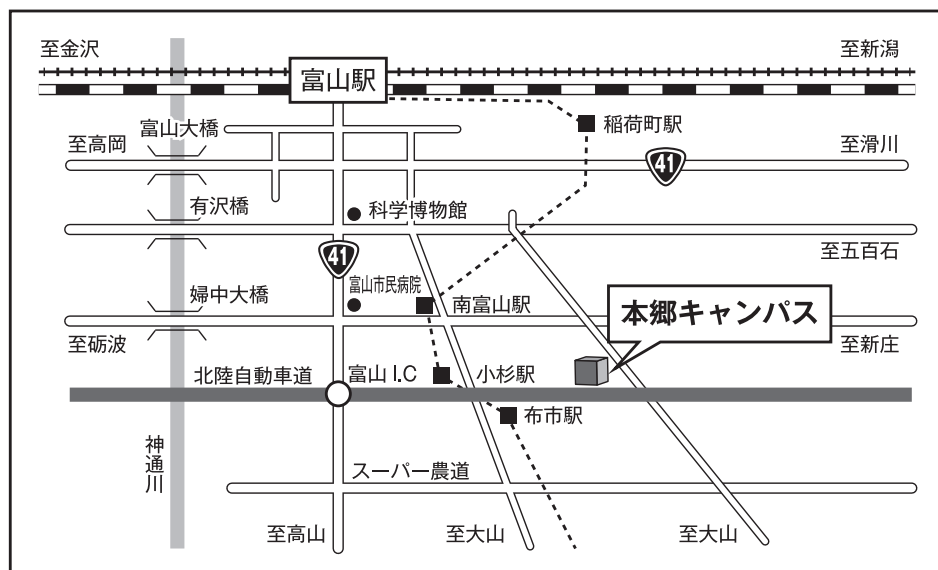 至金沢
至新潟
富山駅
稲荷町駅
富山大橋
至高岡
至滑川
41
有沢橋
科学博物館
至五百石
41
富山市民病院
婦中大橋
南富山駅
本郷キャンパス
至砺波
至新庄
北陸自動車道
富山 I.C
小杉駅
布市駅
神通川
スーパー農道
至高山
至大山
至大山